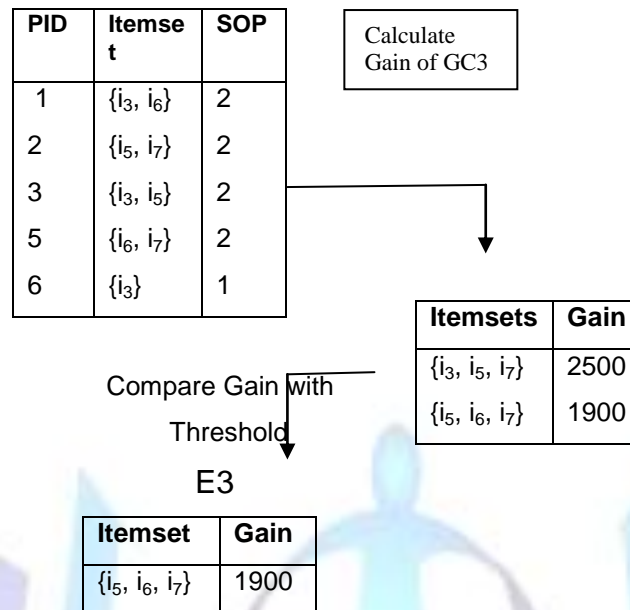 PID Itemse SOP
t
Calculate
Gain of GC3
1 {i₃, i₆} 2
2 {i₅, i₇} 2
3 {i₃, i₅} 2
5 {i₆, i₇} 2
6 {i₃} 1
Itemsets Gain
{i₃, i₅, i₇} 2500
{i₅, i₆, i₇} 1900
Compare Gain with
Threshold
E3
Itemset Gain
{i₅, i₆, i₇} 1900